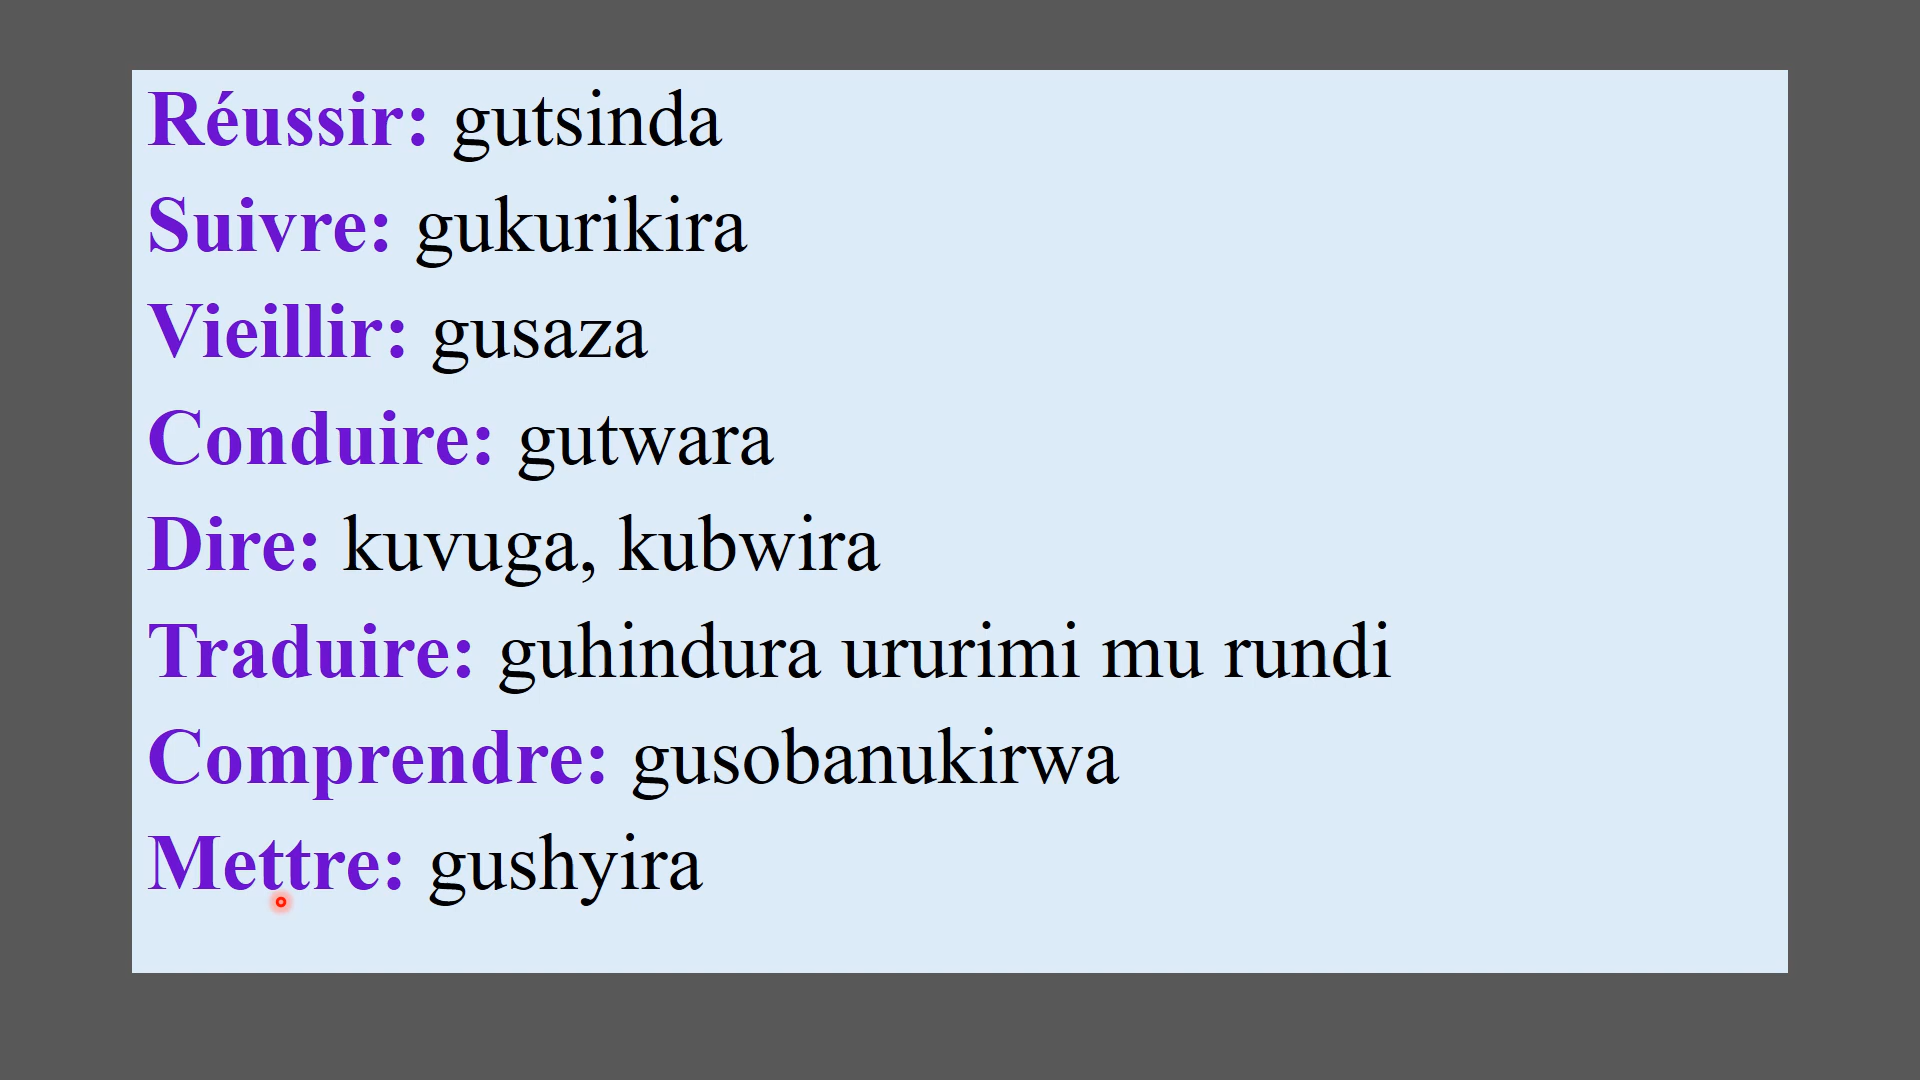 Réussir: gutsinda
Suivre: gukurikira
Vieillir: gusaza
Conduire: gutwara
Dire: kuvuga, kubwira
Traduire: guhindura ururimi mu rundi
Comprendre: gusobanukirwa
Mettre: gushyira